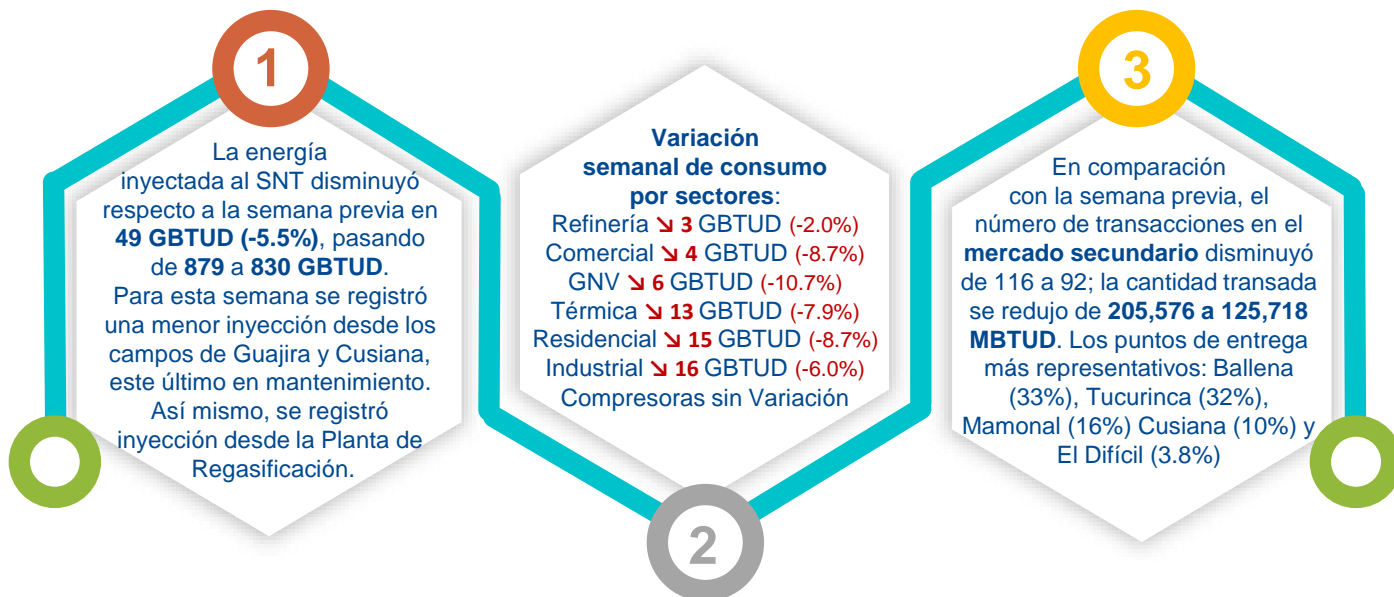 1
La energía
inyectada al SNT disminuyó
respecto a la semana previa en
49 GBTUD (-5.5%), pasando
de 879 a 830 GBTUD.
Para esta semana se registró
una menor inyección desde los
campos de Guajira y Cusiana,
este último en mantenimiento.
Así mismo, se registró
inyección desde la Planta de
Regasificación.
Variación
semanal de consumo
por sectores:
Refinería ↘ 3 GBTUD (-2.0%)
Comercial ↘ 4 GBTUD (-8.7%)
GNV ↘ 6 GBTUD (-10.7%)
Térmica ↘ 13 GBTUD (-7.9%)
Residencial ↘ 15 GBTUD (-8.7%)
Industrial ↘ 16 GBTUD (-6.0%)
Compresoras sin Variación
2
3
En comparación
con la semana previa, el
número de transacciones en el
mercado secundario disminuyó
de 116 a 92; la cantidad transada
se redujo de 205,576 a 125,718
MBTUD. Los puntos de entrega
más representativos: Ballena
(33%), Tucurinca (32%),
Mamonal (16%) Cusiana (10%) y
El Difícil (3.8%)